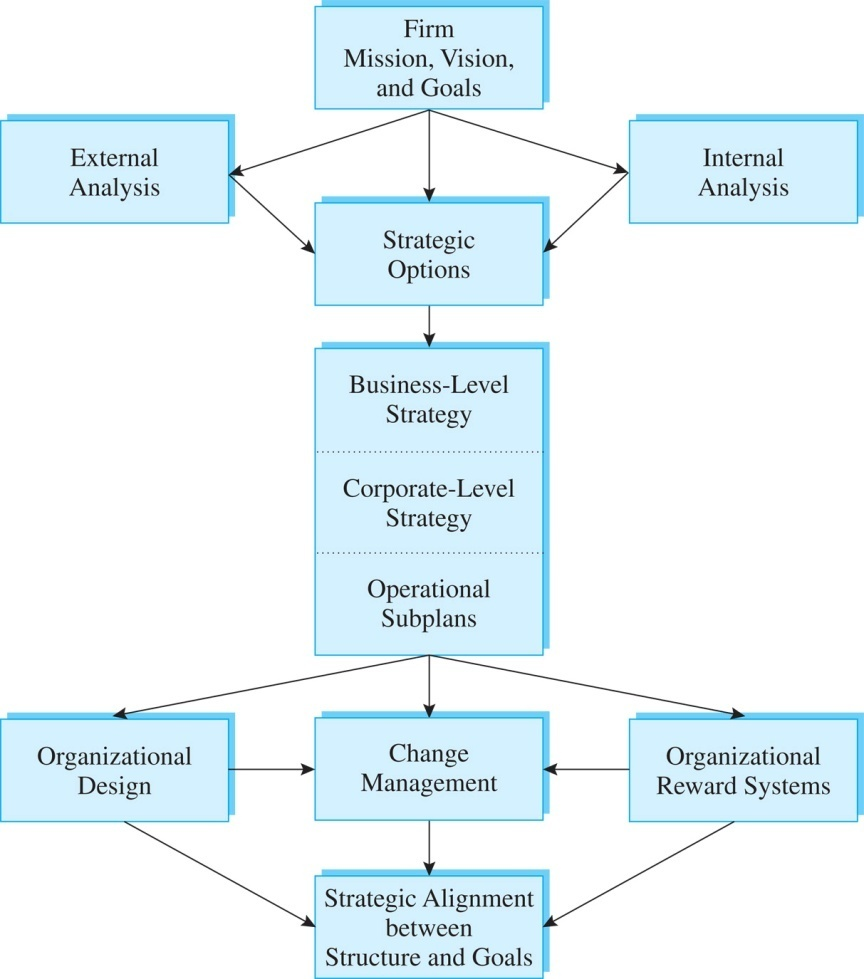 Firm
Mission, Vision,
and Goals
External
Analysis
Internal
Analysis
Strategic
Options
Business-Level
Strategy
Corporate-Level
Strategy
Operational
Subplans
Organizational
Design
Change
Management
Organizational
Reward Systems
Strategic Alignment
between
Structure and Goals